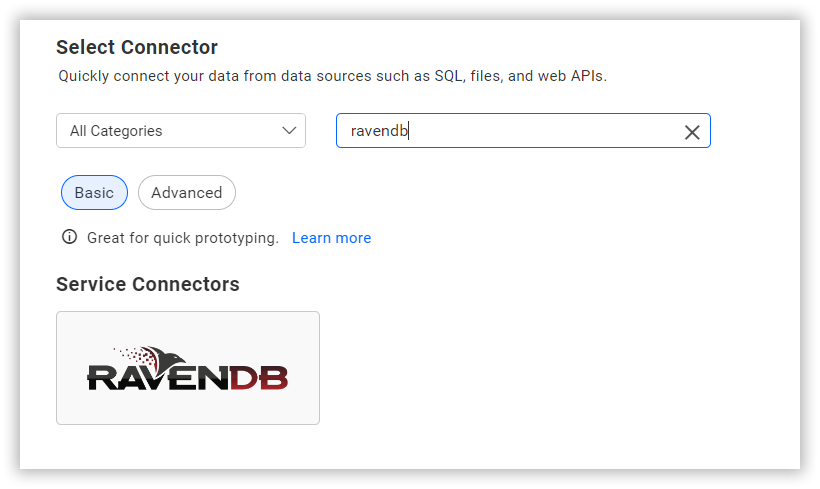 Select Connector
Quickly connect your data from data sources such as SQL, files, and web APIs.
All Categories
ravendb
Basic
Advanced
Great for quick prototyping. Learn more
Service Connectors
RAVENDB